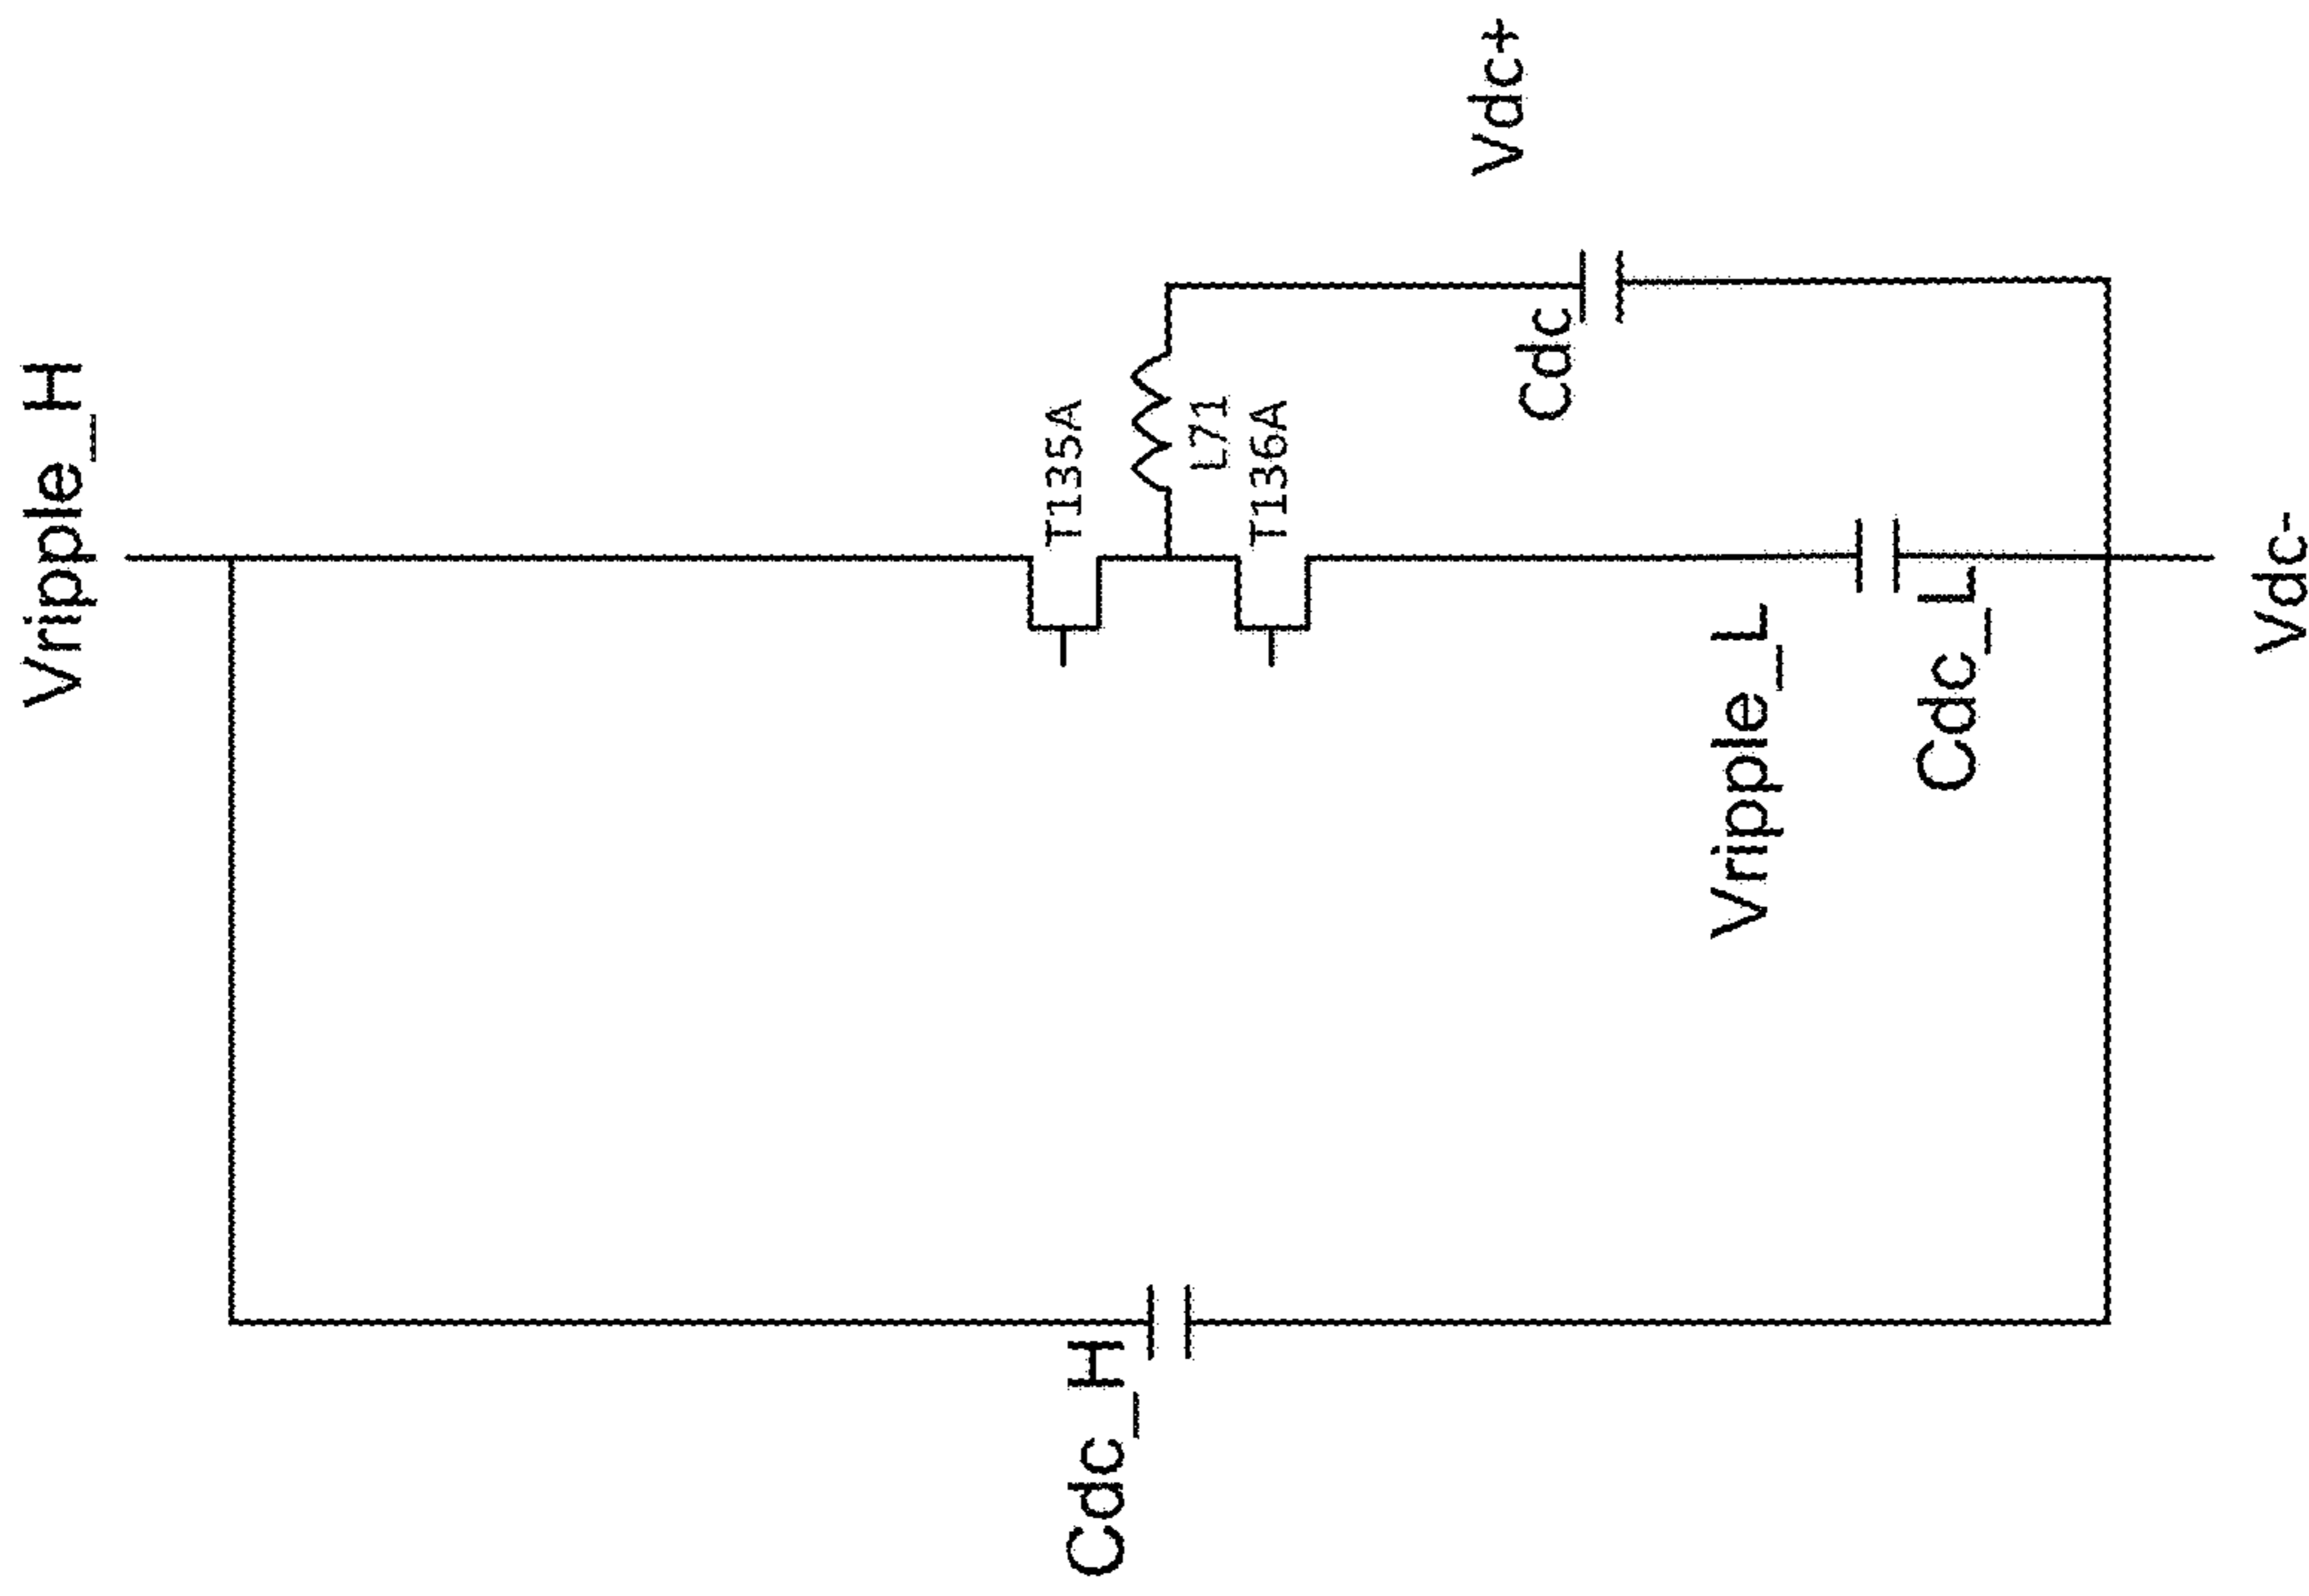 Vripple_H
Vdc+
T135A
L71
T136A
Cdc
Vripple_L
Cdc_L
Cdc_H
Vdc-